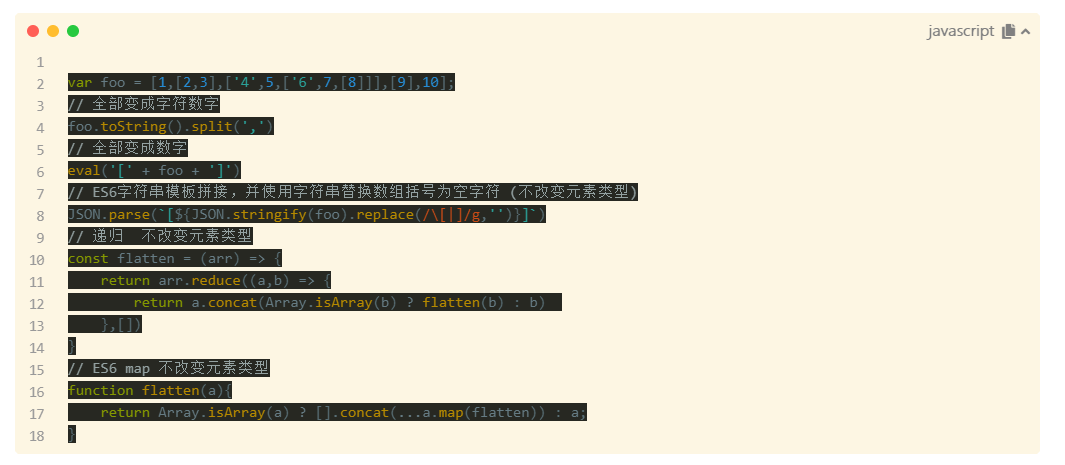 javascript
1
2 var foo = [1,[2,3],['4',5,['6',7,[8]]],[9],10];
3 // 全部变成字符数字
4 foo.toString().split(',')
5 // 全部变成数字
6 eval('[' + foo + ']')
7 // ES6字符串模板拼接，并使用字符串替换数组括号为空字符 (不改变元素类型)
8 JSON.parse(`[${JSON.stringify(foo).replace(/\[|]/g,'')}]`)
9 // 递归  不改变元素类型
10 const flatten = (arr) => {
11     return arr.reduce((a,b) => {
12         return a.concat(Array.isArray(b) ? flatten(b) : b)
13     },[])
14 }
15 // ES6 map 不改变元素类型
16 function flatten(a){
17     return Array.isArray(a) ? [].concat(...a.map(flatten)) : a;
18 }